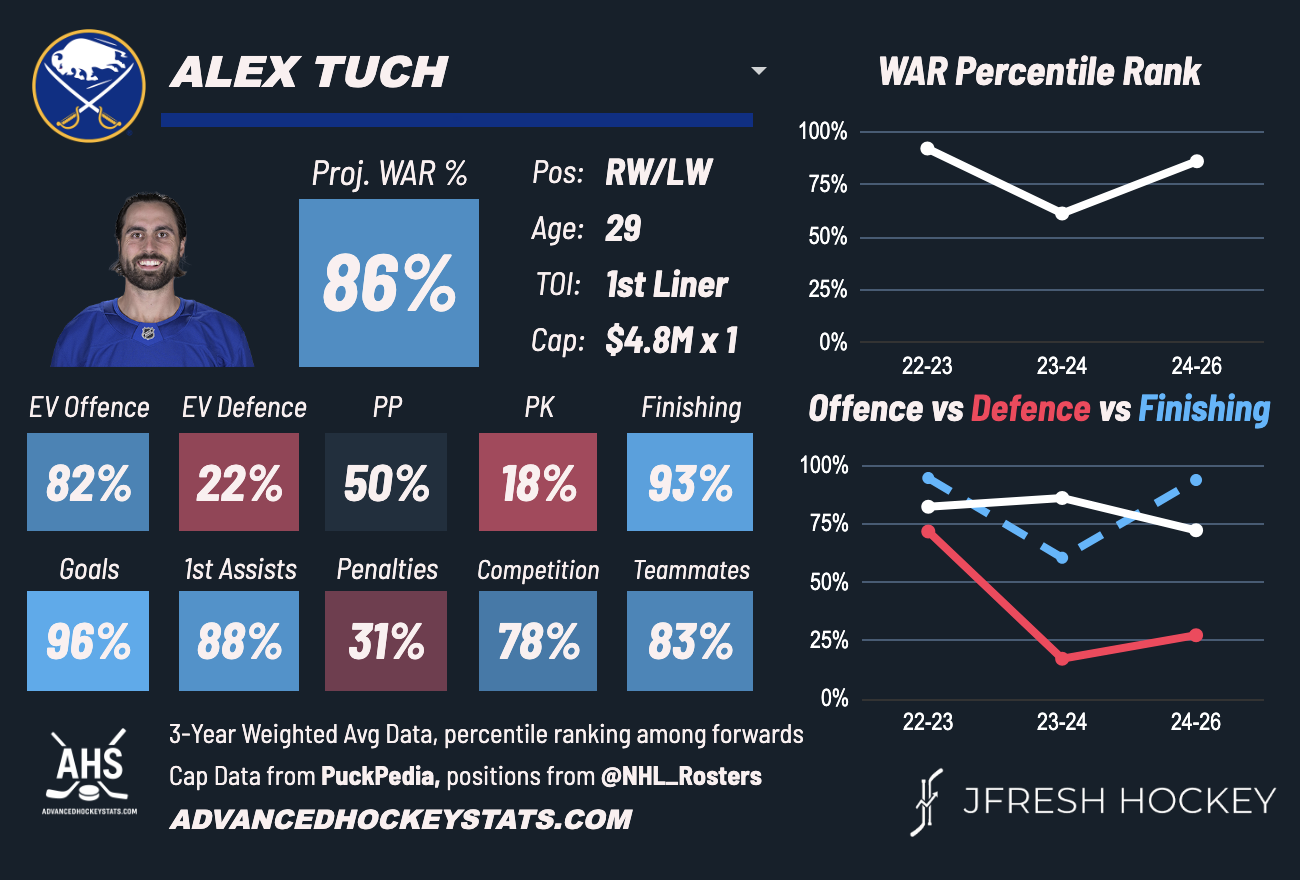 ALEX TUCH
Proj. WAR %
86%
Pos: RW/LW
Age: 29
TOI: 1st Liner
Cap: $4.8M x 1
EV Offence EV Defence PP PK Finishing
82% 22% 50% 18% 93%
Goals 1st Assists Penalties Competition Teammates
96% 88% 31% 78% 83%
WAR Percentile Rank
100%
75%
50%
25%
0%
22-23 23-24 24-26
Offence vs Defence vs Finishing
100%
75%
50%
25%
0%
22-23 23-24 24-26
AHS
ADVANCEDHOCKEYSTATS.COM
3-Year Weighted Avg Data, percentile ranking among forwards
Cap Data from PuckPedia, positions from @NHL_Rosters
ADVANCEDHOCKEYSTATS.COM
JFRESH HOCKEY